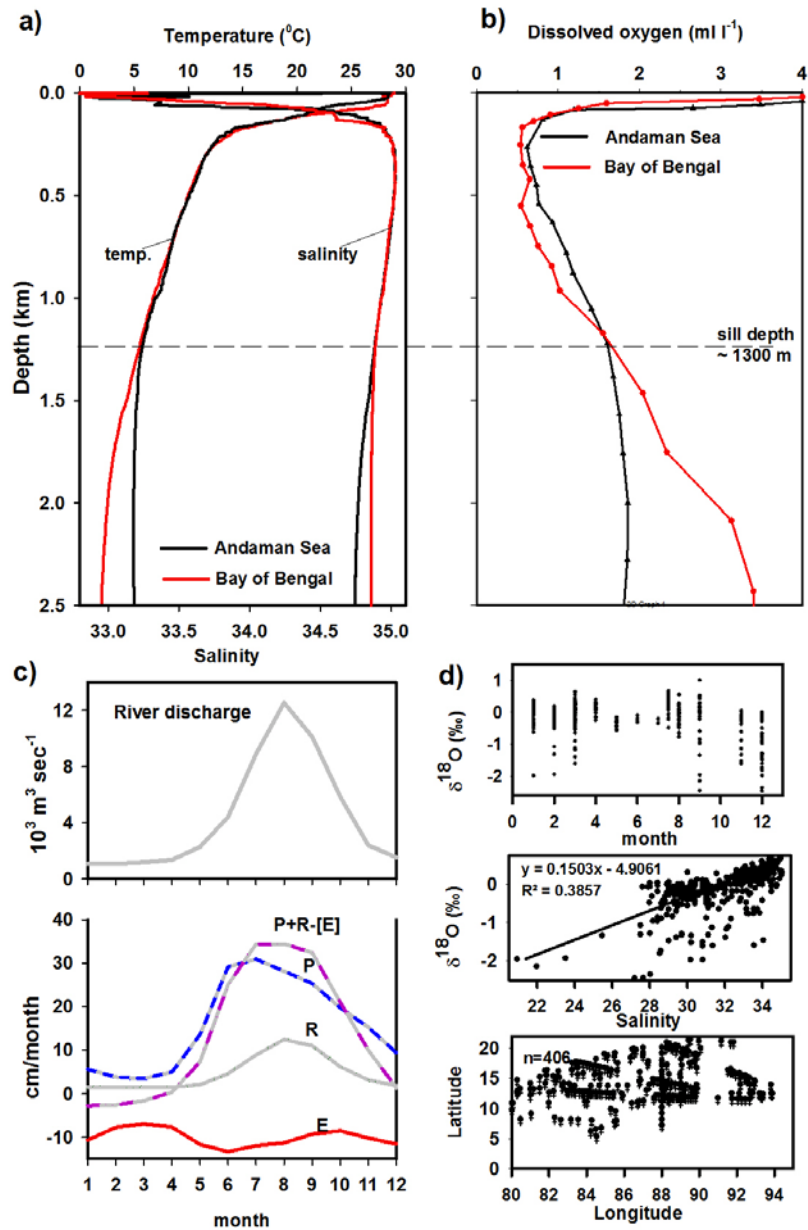 a)
Temperature (⁰C)
0 5 10 15 20 25 30
0.0
0.5
1.0
1.5
2.0
2.5
Depth (km)
temp.
salinity
Andaman Sea
Bay of Bengal
33.0 33.5 34.0 34.5 35.0
Salinity
b)
Dissolved oxygen (ml l⁻¹)
0 1 2 3 4
Andaman Sea
Bay of Bengal
sill depth
~ 1300 m
c)
River discharge
12
8
4
0
10³ m³ sec⁻¹
40
30
20
10
0
-10
cm/month
P+R-[E]
P
R
E
1 2 3 4 5 6 7 8 9 10 11 12
month
d)
1
0
-1
-2
δ¹⁸O (‰)
0 2 4 6 8 10 12
month
y = 0.1503x - 4.9061
R² = 0.3857
0
-1
-2
δ¹⁸O (‰)
22 24 26 28 30 32 34
Salinity
n=406
20
15
10
5
0
Latitude
80 82 84 86 88 90 92 94
Longitude